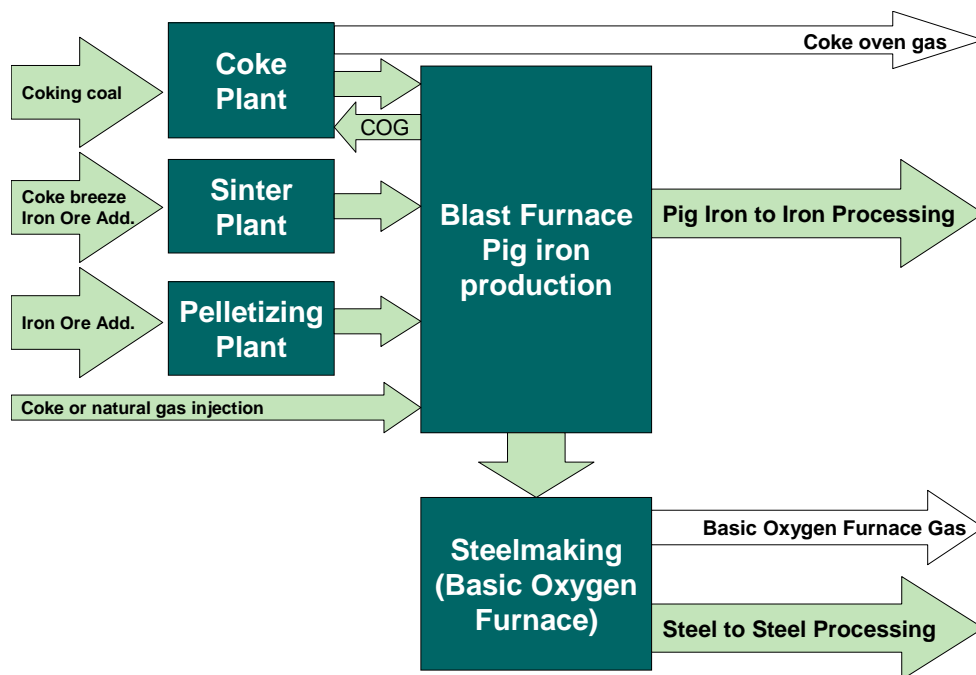 Coke oven gas
Coke
Plant
Coking coal
COG
Coke breeze
Iron Ore Add.
Sinter
Plant
Blast Furnace
Pig iron
production
Pig Iron to Iron Processing
Iron Ore Add.
Pelletizing
Plant
Coke or natural gas injection
Steelmaking
(Basic Oxygen
Furnace)
Basic Oxygen Furnace Gas
Steel to Steel Processing